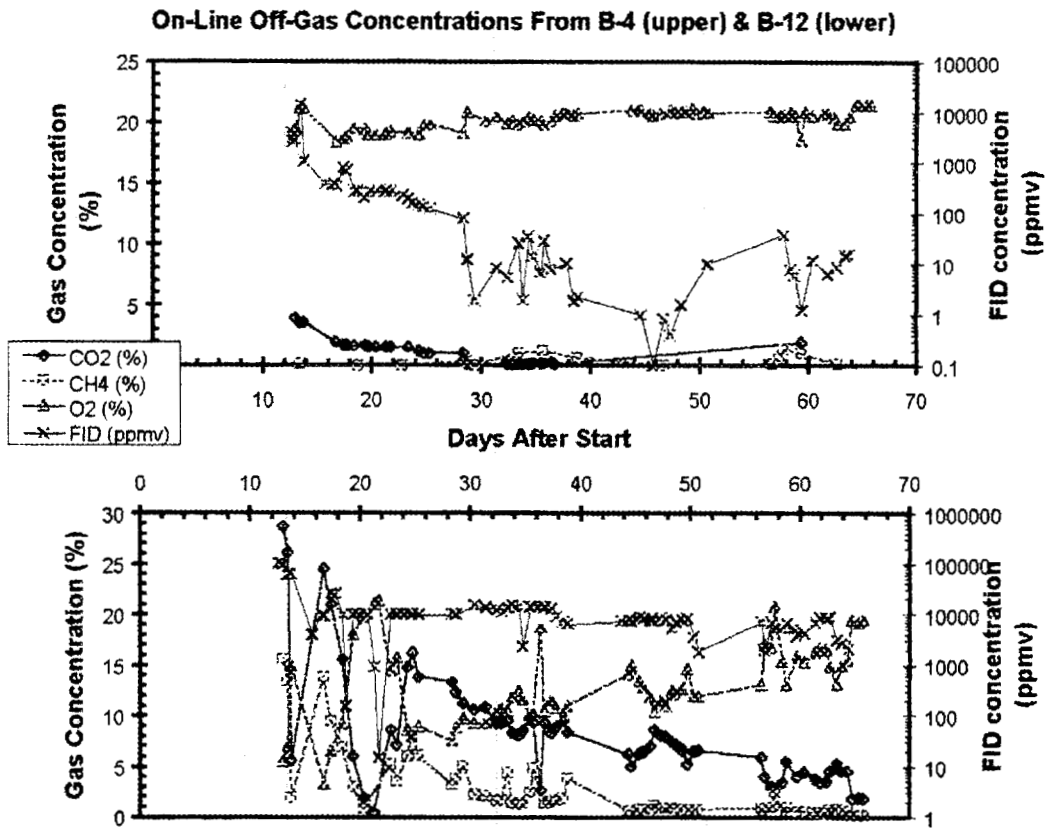 On-Line Off-Gas Concentrations From B-4 (upper) & B-12 (lower)
25
20
15
10
5
Gas Concentration
(%)
100000
10000
1000
100
10
1
0.1
FID concentration
(ppmv)
10 20 30 40 50 60 70
Days After Start
CO2 (%)
CH4 (%)
O2 (%)
FID (ppmv)
0 10 20 30 40 50 60 70
30
25
20
15
10
5
0
Gas Concentration (%)
1000000
100000
10000
1000
100
10
1
FID concentration
(ppmv)